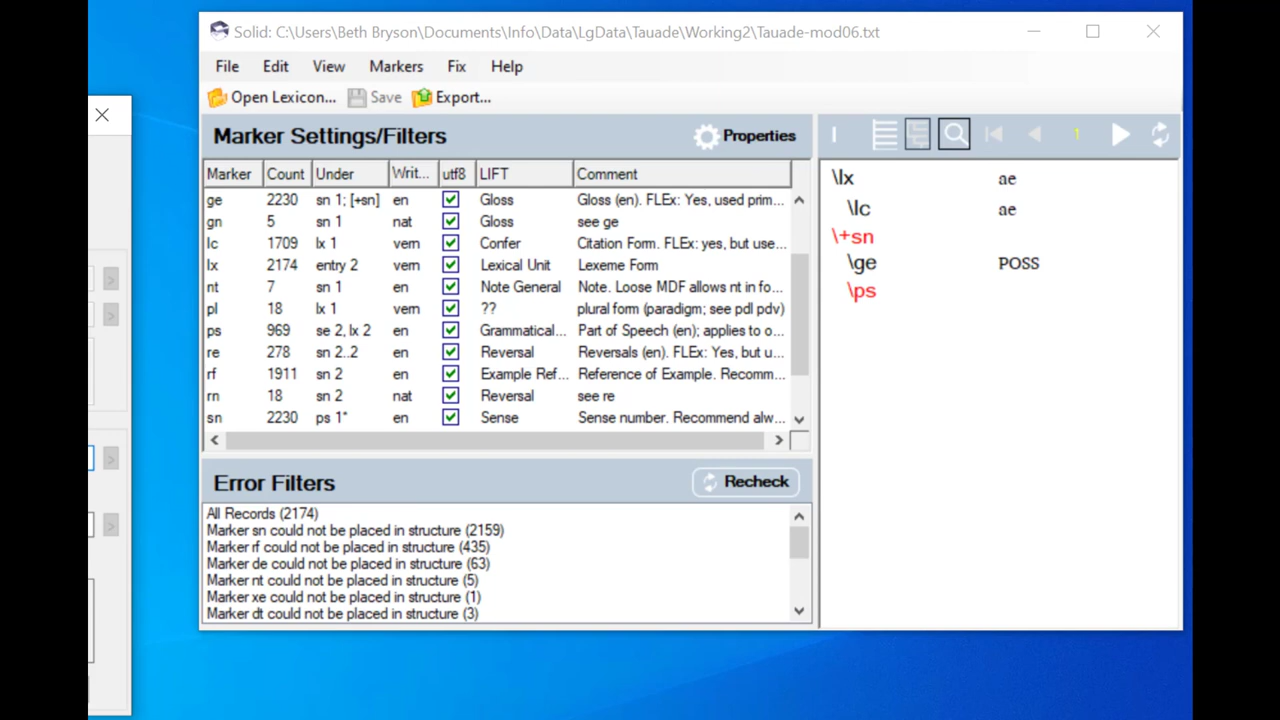 Solid: C:\Users\Beth Bryson\Documents\Info\Data\LgData\Tauade\Working2\Tauade-mod06.txt
File Edit View Markers Fix Help
Open Lexicon... Save Export...
Marker Settings/Filters Properties 1
Marker Count Under Writ... utf8 LIFT Comment
ge 2230 sn 1; [+sn] en Gloss Gloss (en). FLEx: Yes, used prim...
gn 5 sn 1 nat Gloss see ge
lc 1709 lx 1 vern Confer Citation Form. FLEx: yes, but use...
lx 2174 entry 2 vern Lexical Unit Lexeme Form
nt 7 sn 1 en Note General Note. Loose MDF allows nt in fo...
pl 18 lx 1 vern ?? plural form (paradigm; see pdl pdv)
ps 969 se 2, lx 2 en Grammatical... Part of Speech (en); applies to o...
re 278 sn 2..2 en Reversal Reversals (en). FLEx: Yes, but u...
rf 1911 sn 2 en Example Ref... Reference of Example. Recomm...
rn 18 sn 2 nat Reversal see re
sn 2230 ps 1* en Sense Sense number. Recommend alw...
Error Filters Recheck
All Records (2174)
Marker sn could not be placed in structure (2159)
Marker rf could not be placed in structure (435)
Marker de could not be placed in structure (63)
Marker nt could not be placed in structure (5)
Marker xe could not be placed in structure (1)
Marker dt could not be placed in structure (3)
\lx ae
\lc ae
\+sn
\ge POSS
\ps